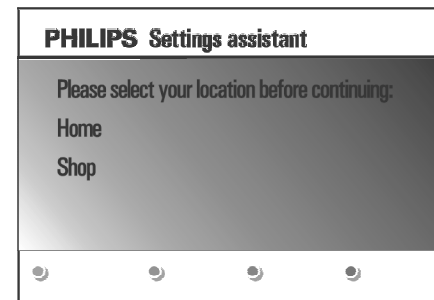 PHILIPS Settings assistant
Please select your location before continuing:
Home
Shop